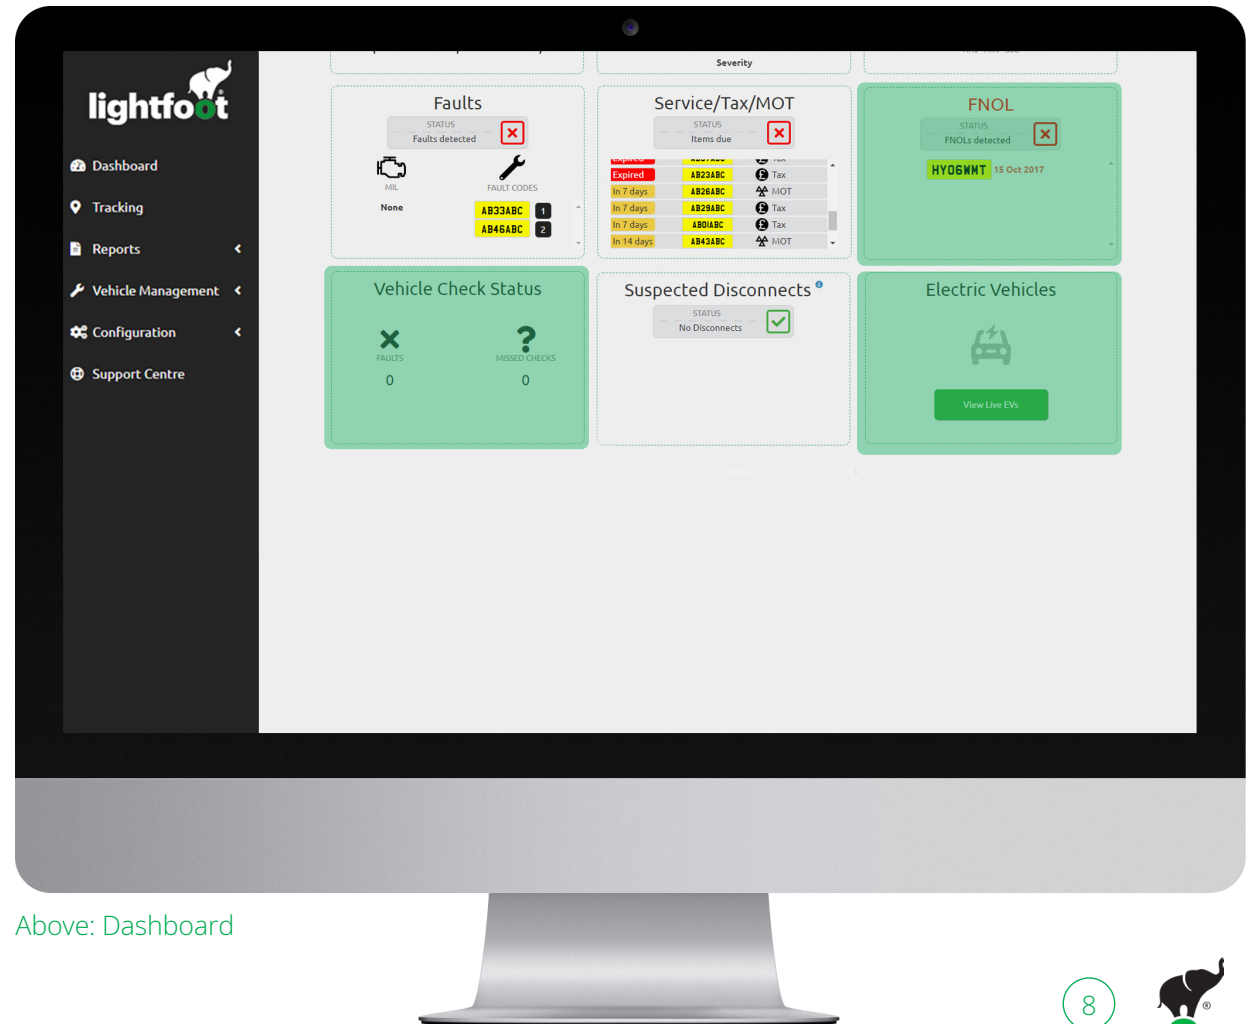 Severity
lightfoot
Dashboard
Tracking
Reports
Vehicle Management
Configuration
Support Centre
Faults
STATUS
Faults detected
MIL
FAULT CODES
None
AB33ABC 1
AB46ABC 2
Service/Tax/MOT
STATUS
Items due
Expired Tax
Expired AB23ABC Tax
In 7 days AB26ABC MOT
In 7 days AB29ABC Tax
In 7 days AB01ABC Tax
In 14 days AB43ABC MOT
FNOL
STATUS
FNOLs detected
HY06WMT 15 Oct 2017
Vehicle Check Status
FAULTS
MISSED CHECKS
0
0
Suspected Disconnects
STATUS
No Disconnects
Electric Vehicles
View Live EVs
Above: Dashboard
8
®